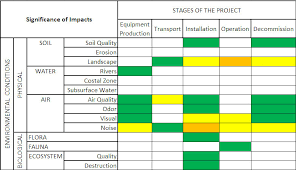 Significance of Impacts
STAGES OF THE PROJECT
Equipment Production
Transport
Installation
Operation
Decommission
ENVIRONMENTAL CONDITIONS
PHYSICAL
SOIL
Soil Quality
Erosion
Landscape
WATER
Rivers
Costal Zone
Subsurface Water
AIR
Air Quality
Odor
Visual
Noise
BIOLOGICAL
FLORA
FAUNA
ECOSYSTEM
Quality
Destruction